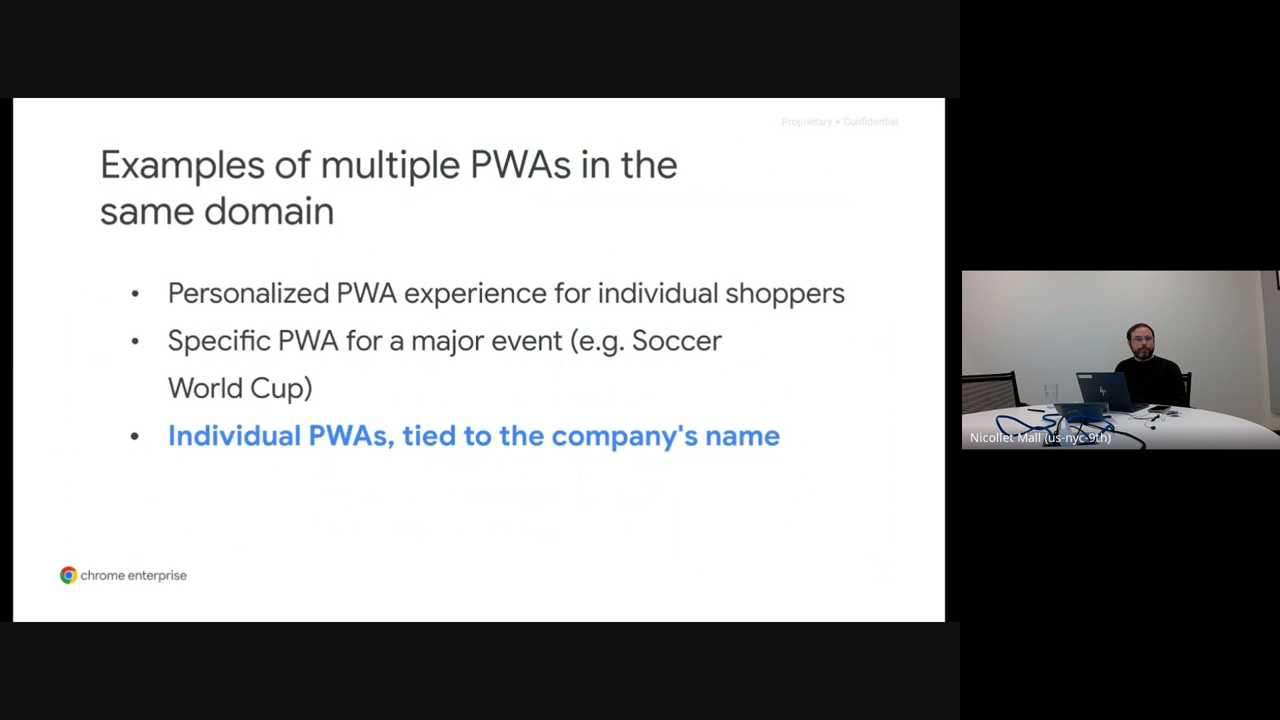 Proprietary + Confidential
Examples of multiple PWAs in the
same domain
• Personalized PWA experience for individual shoppers
• Specific PWA for a major event (e.g. Soccer
World Cup)
• Individual PWAs, tied to the company's name
chrome enterprise
hp
Nicollet Mall (us-nyc-9th)